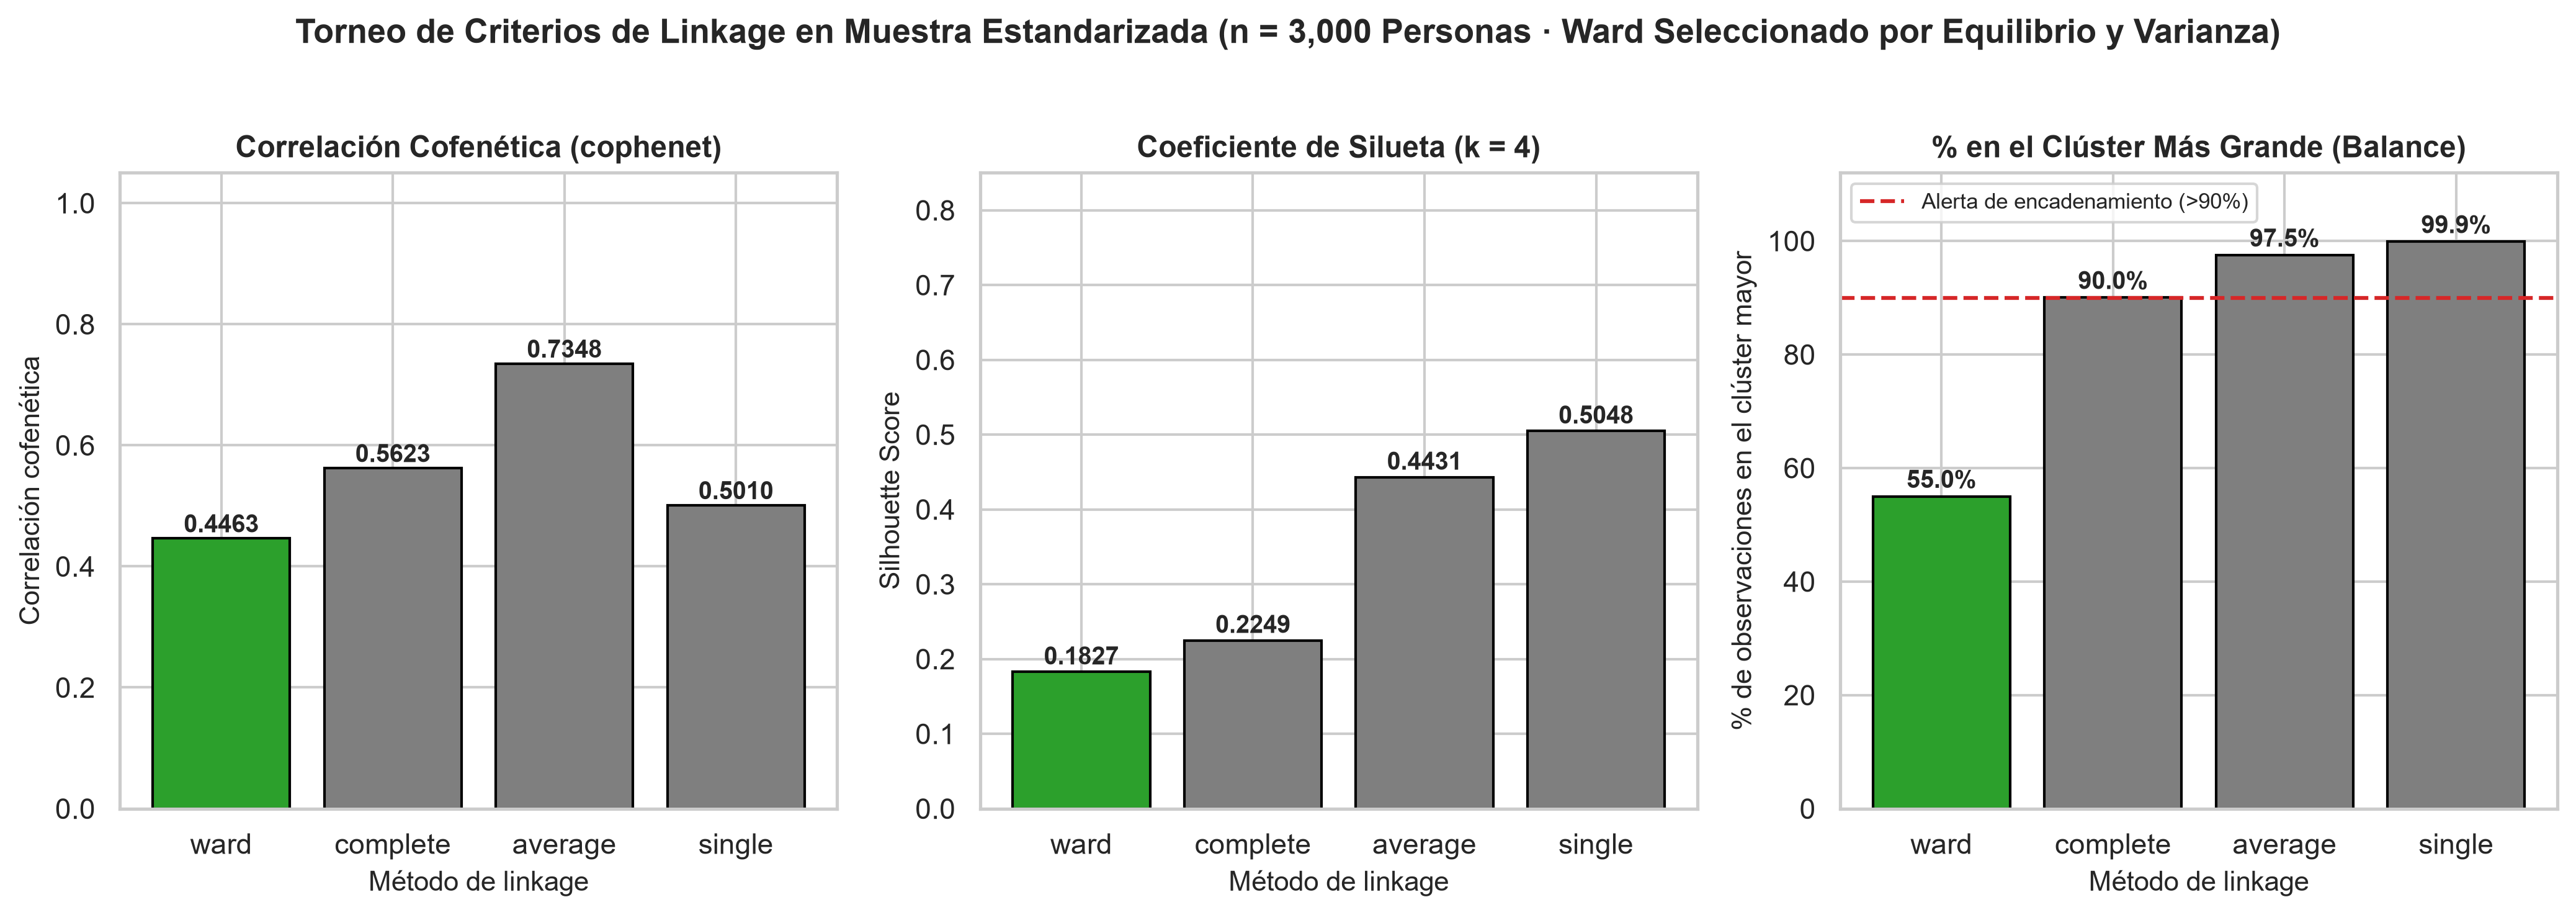 Torneo de Criterios de Linkage en Muestra Estandarizada (n = 3,000 Personas · Ward Seleccionado por Equilibrio y Varianza)
Correlación Cofenética (cophenet)
Correlación cofenética
1.0
0.8
0.6
0.4
0.2
0.0
0.4463
0.5623
0.7348
0.5010
ward
complete
average
single
Método de linkage
Coeficiente de Silueta (k = 4)
Silhouette Score
0.8
0.7
0.6
0.5
0.4
0.3
0.2
0.1
0.0
0.1827
0.2249
0.4431
0.5048
ward
complete
average
single
Método de linkage
% en el Clúster Más Grande (Balance)
Alerta de encadenamiento (>90%)
% de observaciones en el clúster mayor
100
80
60
40
20
0
55.0%
90.0%
97.5%
99.9%
ward
complete
average
single
Método de linkage